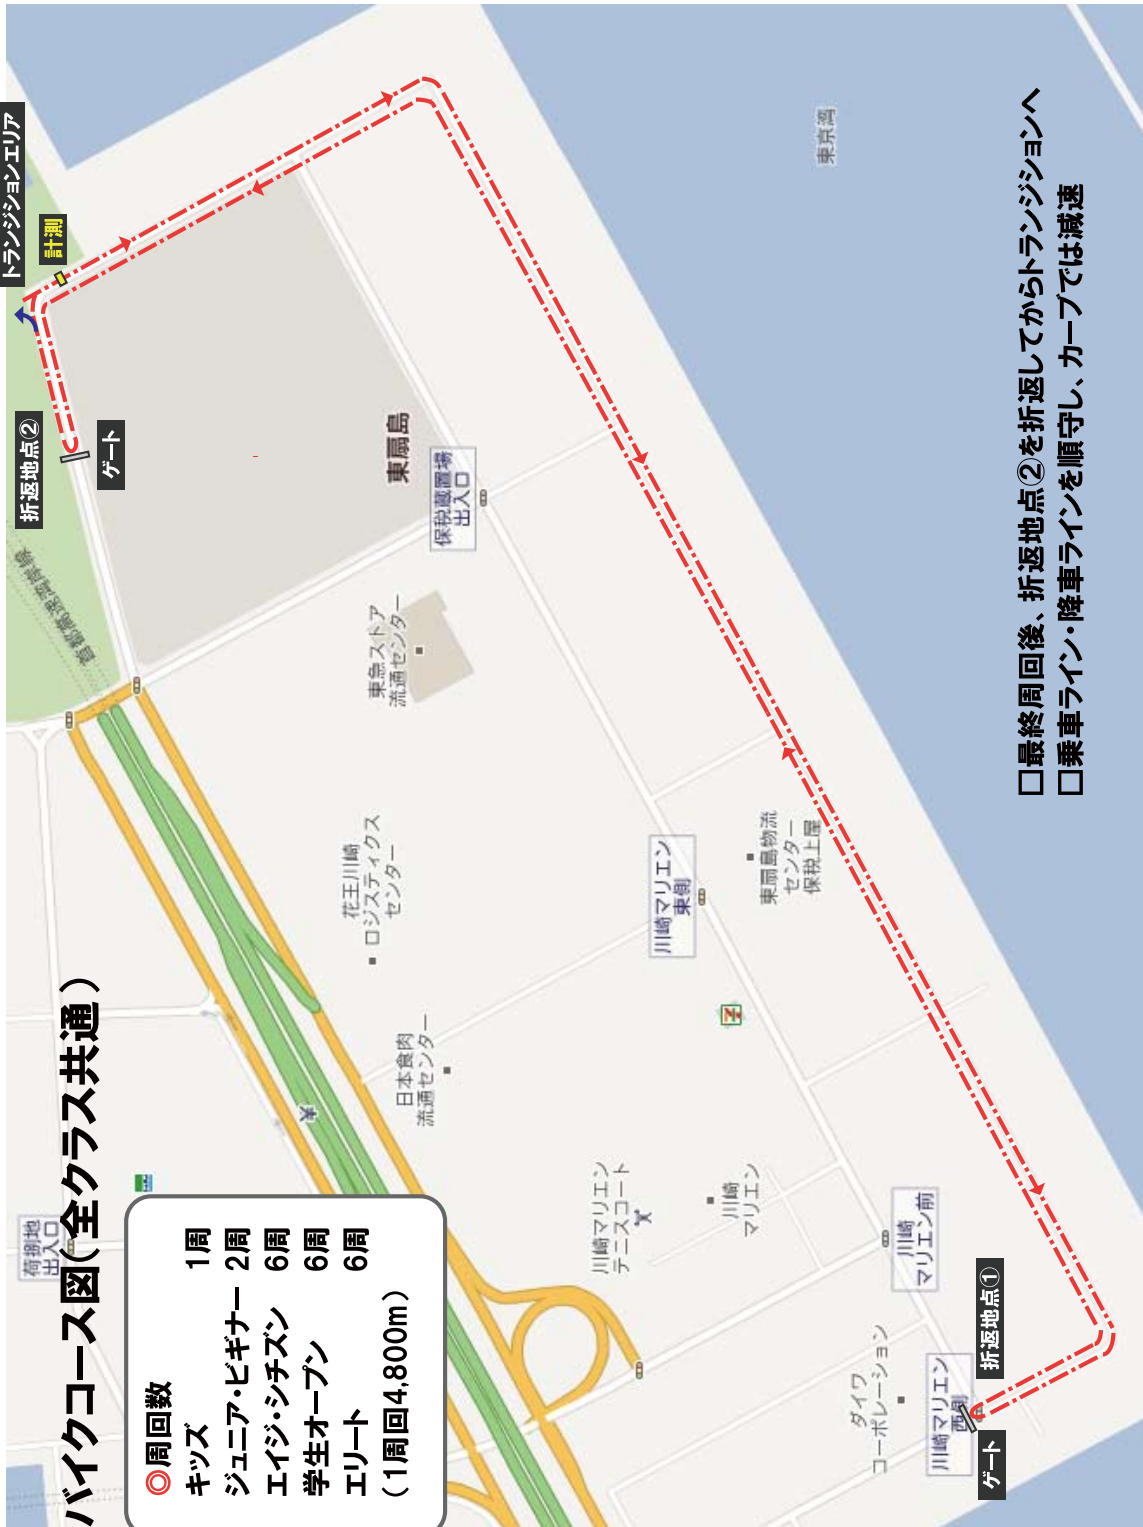 バイクコース図(全クラス共通)
◎周回数
キッズ 1周
ジュニア・ビギナー 2周
エイジ・シチズン 6周
学生オープン 6周
エリート 6周
(1周回4,800m)
荷捌地
出入口
トランジションエリア
計測
折返地点②
ゲート
首都高速湾岸線
東扇島
保税蔵置場
出入口
東急ストア
流通センター
花王川崎
ロジスティクス
センター
日本食肉
流通センター
川崎マリエン
東側
東扇島物流
センター
保税上屋
川崎マリエン
テニスコート
川崎
マリエン
川崎
マリエン前
ダイワ
コーポレーション
川崎マリエン
西側
折返地点①
ゲート
東京湾
□最終周回後、折返地点②を折返してからトランジションへ
□乗車ライン・降車ラインを順守し、カーブでは減速